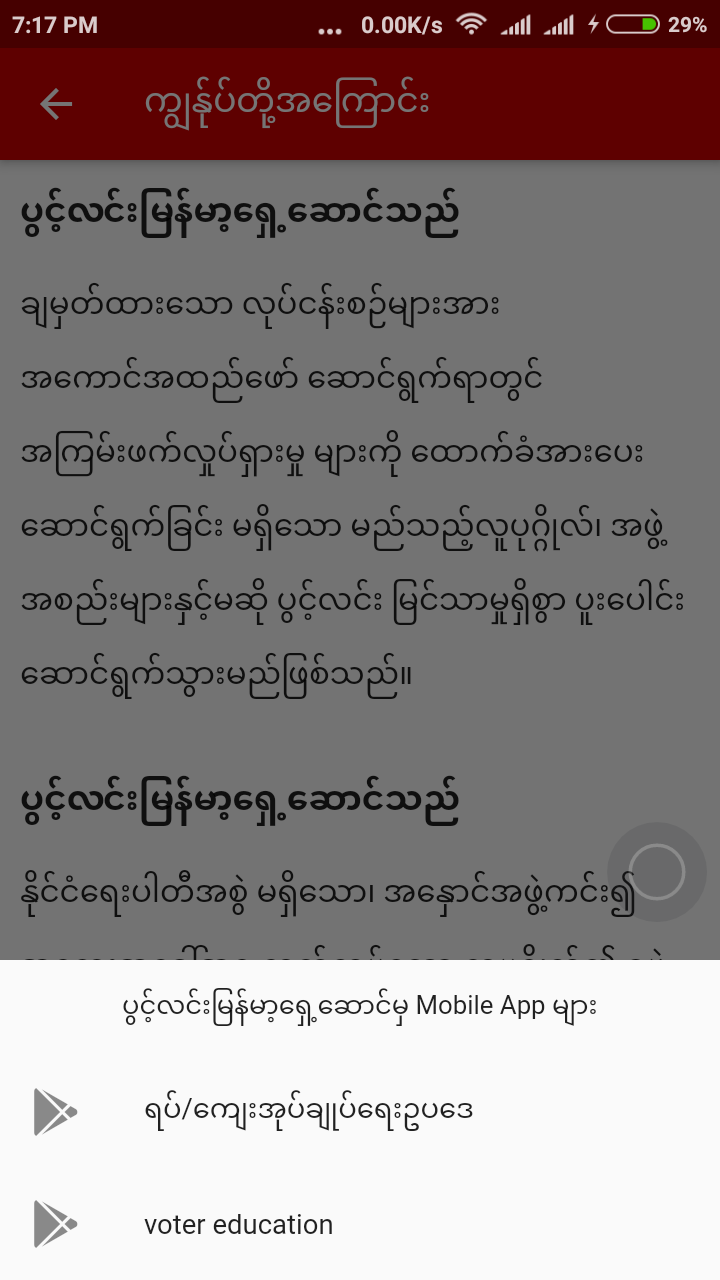 7:17 PM ... 0.00K/s 29%
ကျွန်ုပ်တို့အကြောင်း
ပွင့်လင်းမြန်မာ့ရှေ့ဆောင်သည်
ချမှတ်ထားသော လုပ်ငန်းစဉ်များအား
အကောင်အထည်ဖော် ဆောင်ရွက်ရာတွင်
အကြမ်းဖက်လှုပ်ရှားမှု များကို ထောက်ခံအားပေး
ဆောင်ရွက်ခြင်း မရှိသော မည်သည့်လူပုဂ္ဂိုလ်၊ အဖွဲ့
အစည်းများနှင့်မဆို ပွင့်လင်း မြင်သာမှုရှိစွာ ပူးပေါင်း
ဆောင်ရွက်သွားမည်ဖြစ်သည်။
ပွင့်လင်းမြန်မာ့ရှေ့ဆောင်သည်
နိုင်ငံရေးပါတီအစွဲ မရှိသော၊ အနှောင်အဖွဲ့ကင်း၍
ပွင့်လင်းမြန်မာ့ရှေ့ဆောင်မှ Mobile App များ
ရပ်/ကျေးအုပ်ချုပ်ရေးဥပဒေ
voter education